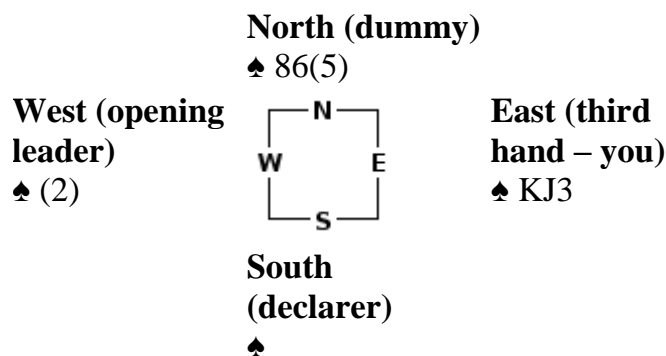 North (dummy)
♠ 86(5)
West (opening
leader)
♠ (2)
N
W
E
S
East (third
hand – you)
♠ KJ3
South
(declarer)
♠